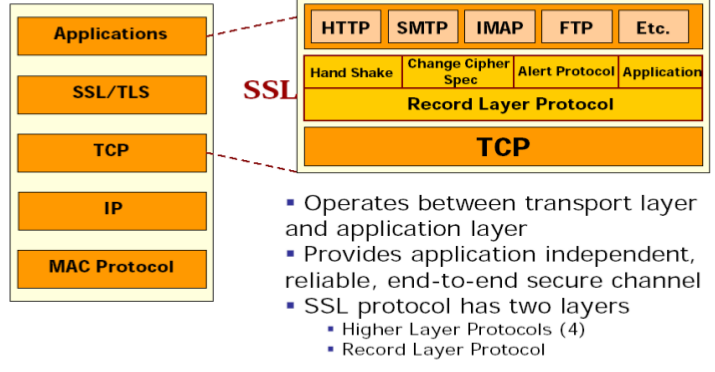 Applications
SSL/TLS
TCP
IP
MAC Protocol
SSL
HTTP SMTP IMAP FTP Etc.
Hand Shake Change Cipher Spec Alert Protocol Application
Record Layer Protocol
TCP
▪ Operates between transport layer
and application layer
▪ Provides application independent,
reliable, end-to-end secure channel
▪ SSL protocol has two layers
▪ Higher Layer Protocols (4)
▪ Record Layer Protocol